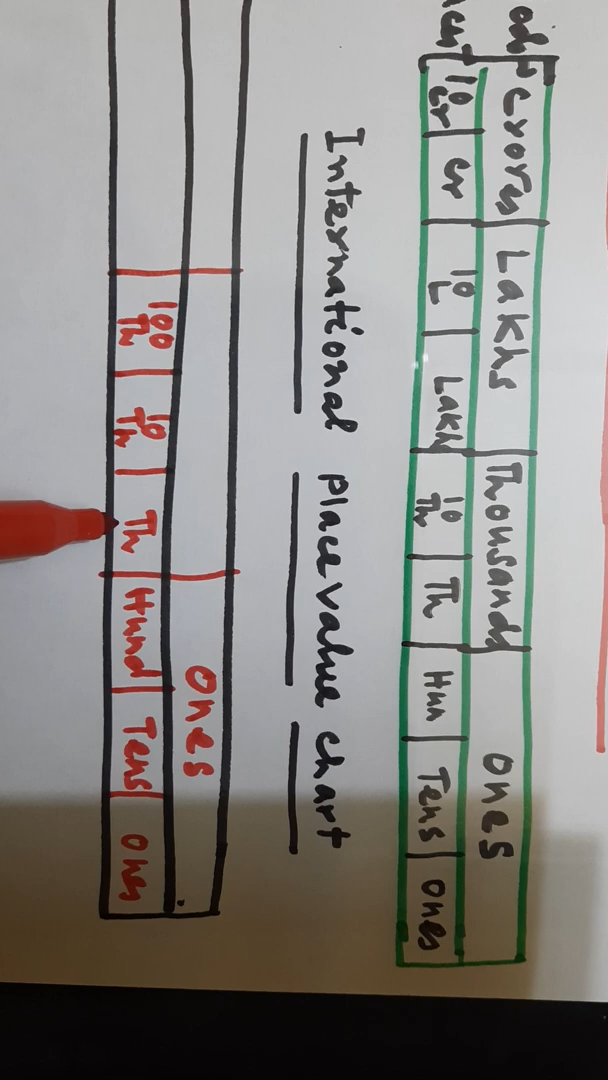 Crores Lakhs Thousands Ones
10 Cr Cr 10 L Lakh 10 Th Th Hun Tens Ones
International Place value chart
Ones
100 Th 10 Th Th Hund Tens Ones